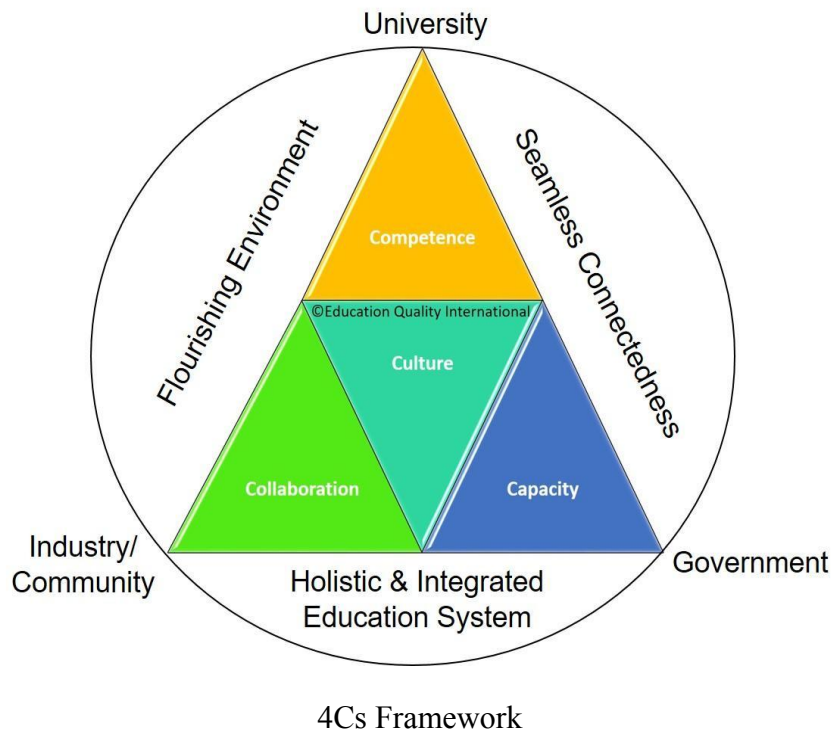 University
Flourishing Environment
Seamless Connectedness
Competence
©Education Quality International
Culture
Collaboration
Capacity
Industry/
Community
Government
Holistic & Integrated
Education System
4Cs Framework